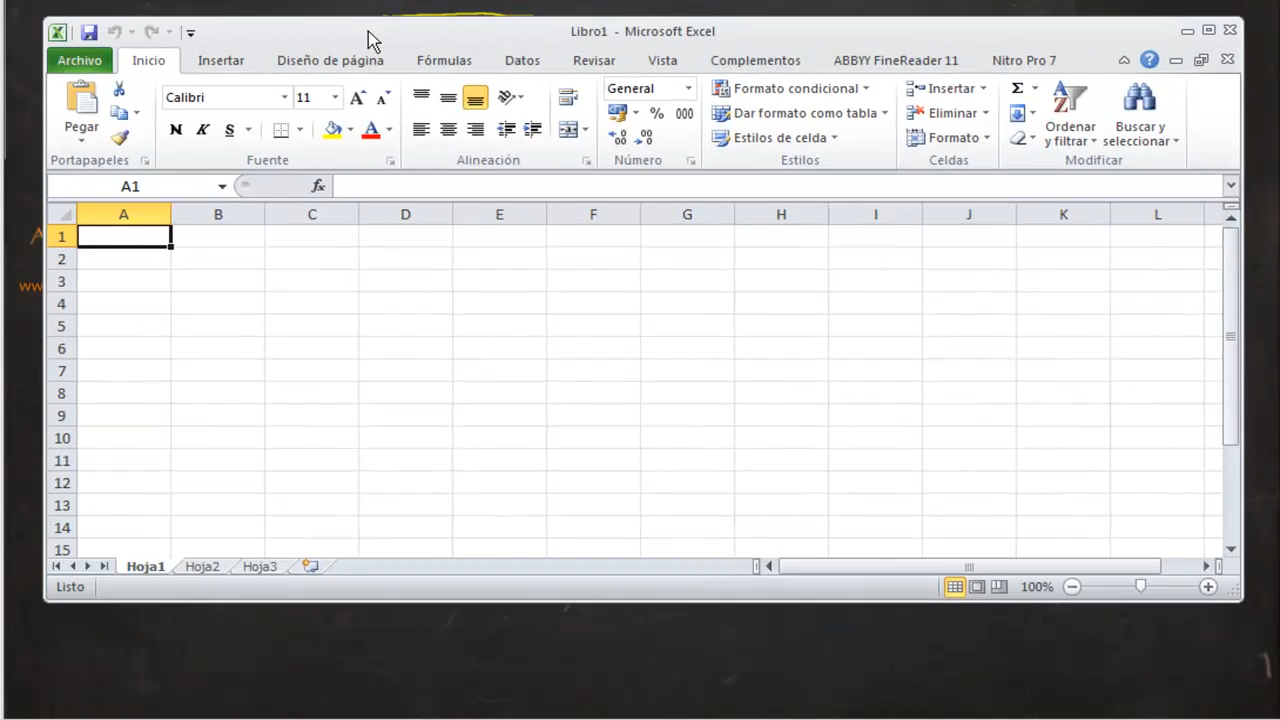 Libro1 - Microsoft Excel
Archivo Inicio Insertar Diseño de página Fórmulas Datos Revisar Vista Complementos ABBYY FineReader 11 Nitro Pro 7
Pegar
Calibri 11
N K S
General
% 000
Formato condicional
Dar formato como tabla
Estilos de celda
Insertar
Eliminar
Formato
Σ
Ordenar y filtrar
Buscar y seleccionar
Portapapeles Fuente Alineación Número Estilos Celdas Modificar
A1 fx
A B C D E F G H I J K L
1
2
3
4
5
6
7
8
9
10
11
12
13
14
15
Hoja1 Hoja2 Hoja3
Listo 100%
A
ww